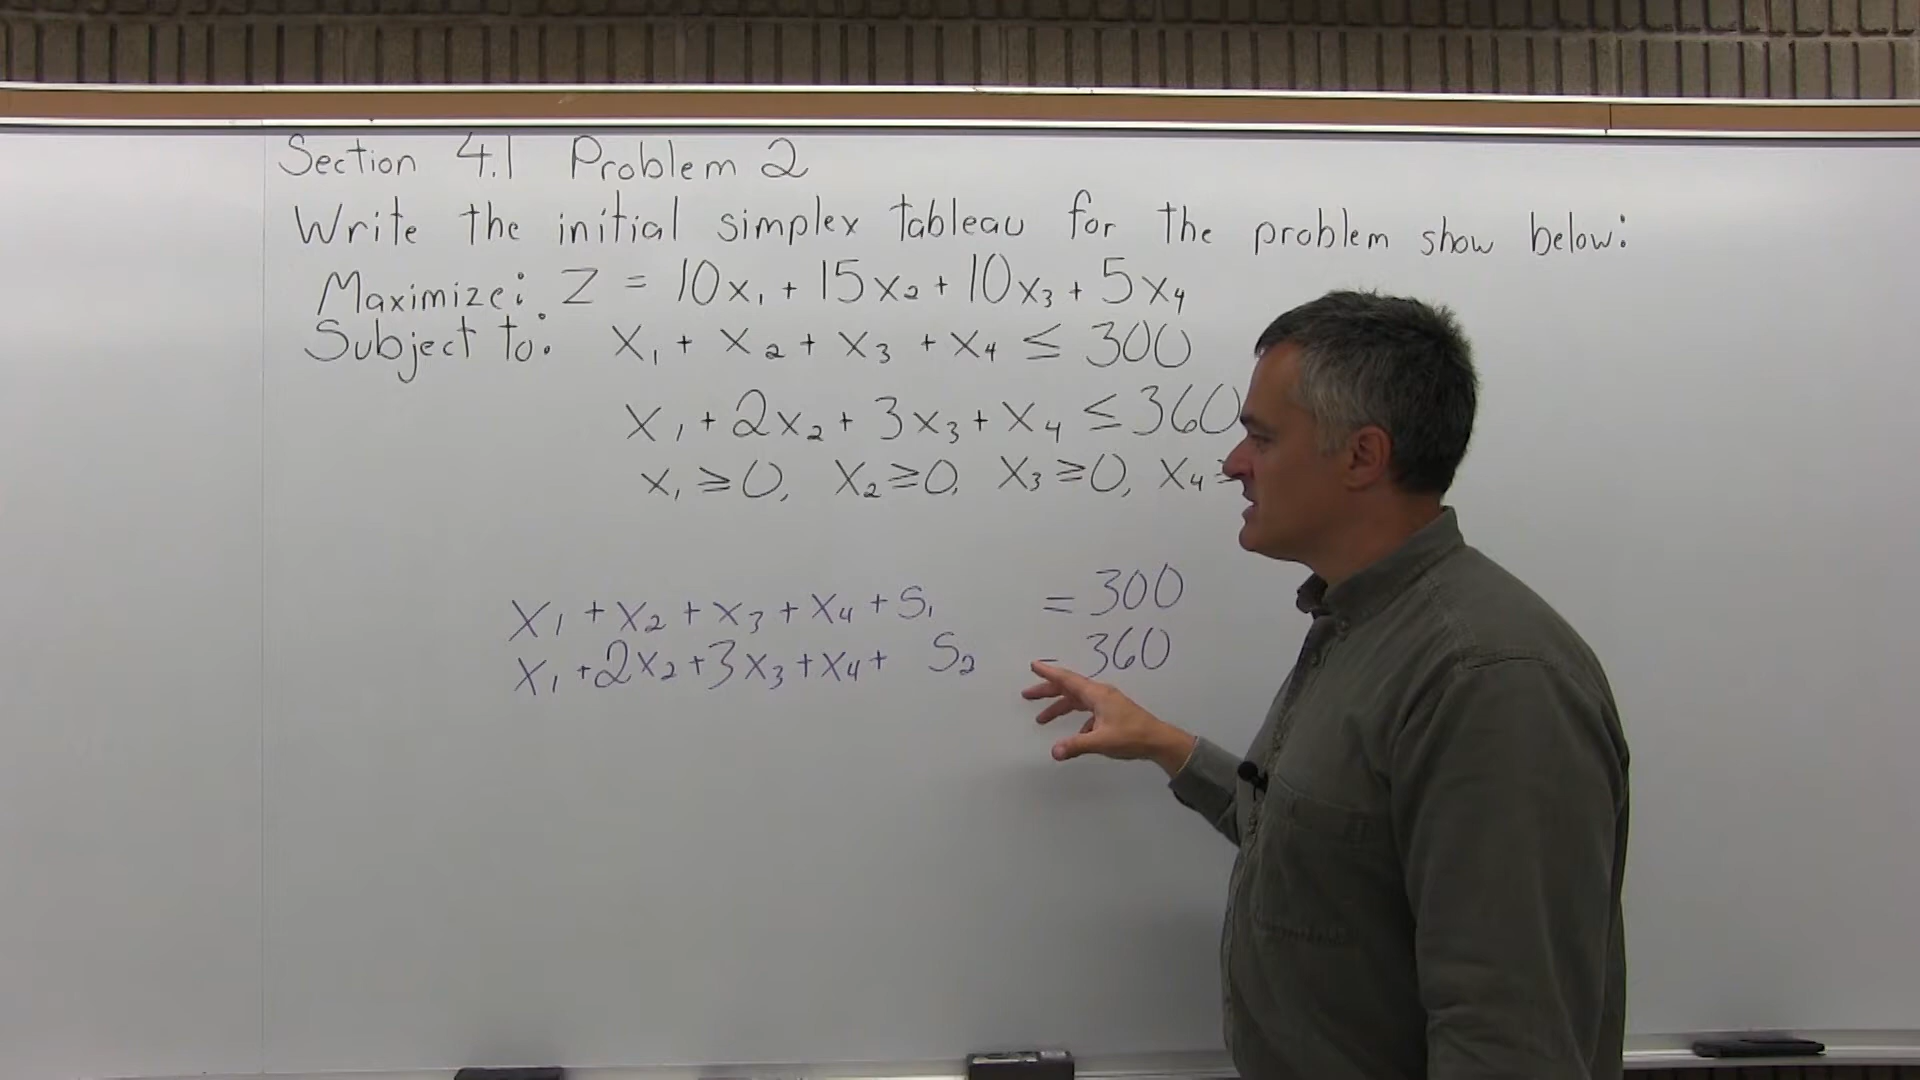 Section 4.1 Problem 2
Write the initial simplex tableau for the problem show below:
Maximize: Z = 10x₁ + 15x₂ + 10x₃ + 5x₄
Subject to: x₁ + x₂ + x₃ + x₄ ≤ 300
x₁ + 2x₂ + 3x₃ + x₄ ≤ 360
x₁ ≥ 0, x₂ ≥ 0, x₃ ≥ 0, x₄ ≥
x₁ + x₂ + x₃ + x₄ + S₁ = 300
x₁ + 2x₂ + 3x₃ + x₄ + S₂ = 360